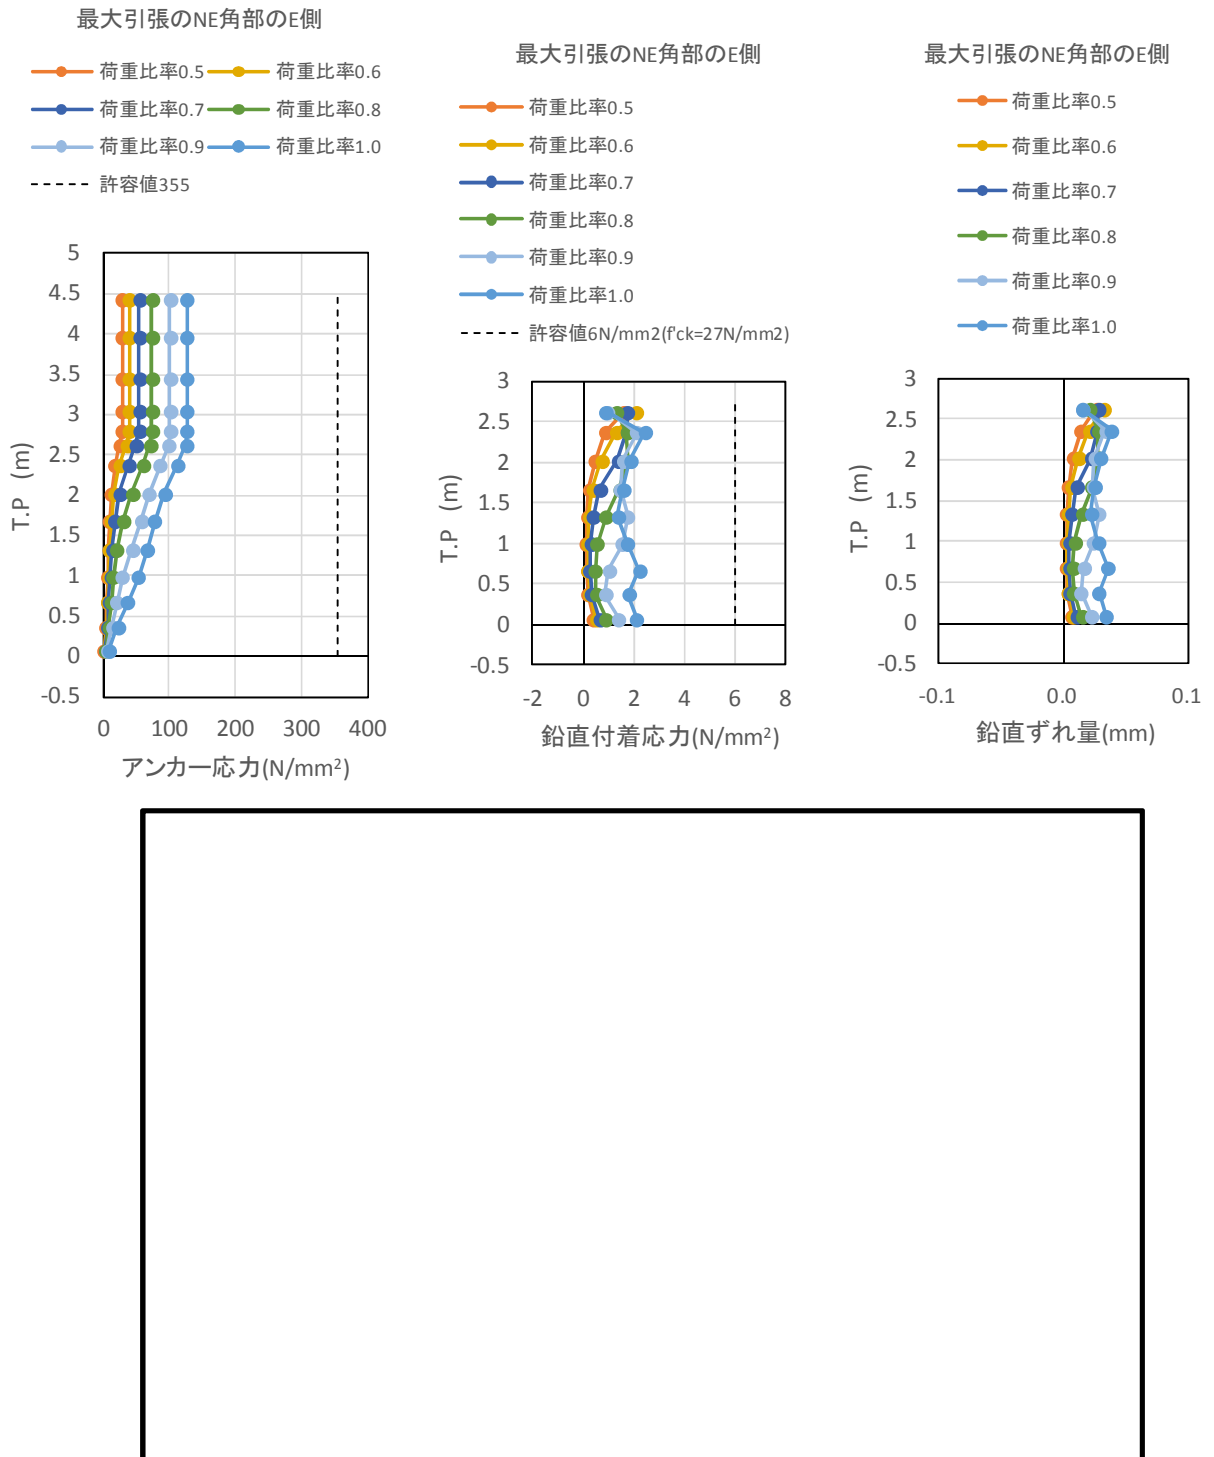 最大引張のNE角部のE側
荷重比率0.5 荷重比率0.6
荷重比率0.7 荷重比率0.8
荷重比率0.9 荷重比率1.0
許容値355
5
4.5
4
3.5
3
2.5
2
1.5
1
0.5
0
-0.5
T.P (m)
0 100 200 300 400
アンカー応力(N/mm²)
最大引張のNE角部のE側
荷重比率0.5
荷重比率0.6
荷重比率0.7
荷重比率0.8
荷重比率0.9
荷重比率1.0
許容値6N/mm2(f'ck=27N/mm2)
3
2.5
2
1.5
1
0.5
0
-0.5
T.P (m)
-2 0 2 4 6 8
鉛直付着応力(N/mm²)
最大引張のNE角部のE側
荷重比率0.5
荷重比率0.6
荷重比率0.7
荷重比率0.8
荷重比率0.9
荷重比率1.0
3
2.5
2
1.5
1
0.5
0
-0.5
T.P (m)
-0.1 0.0 0.1
鉛直ずれ量(mm)